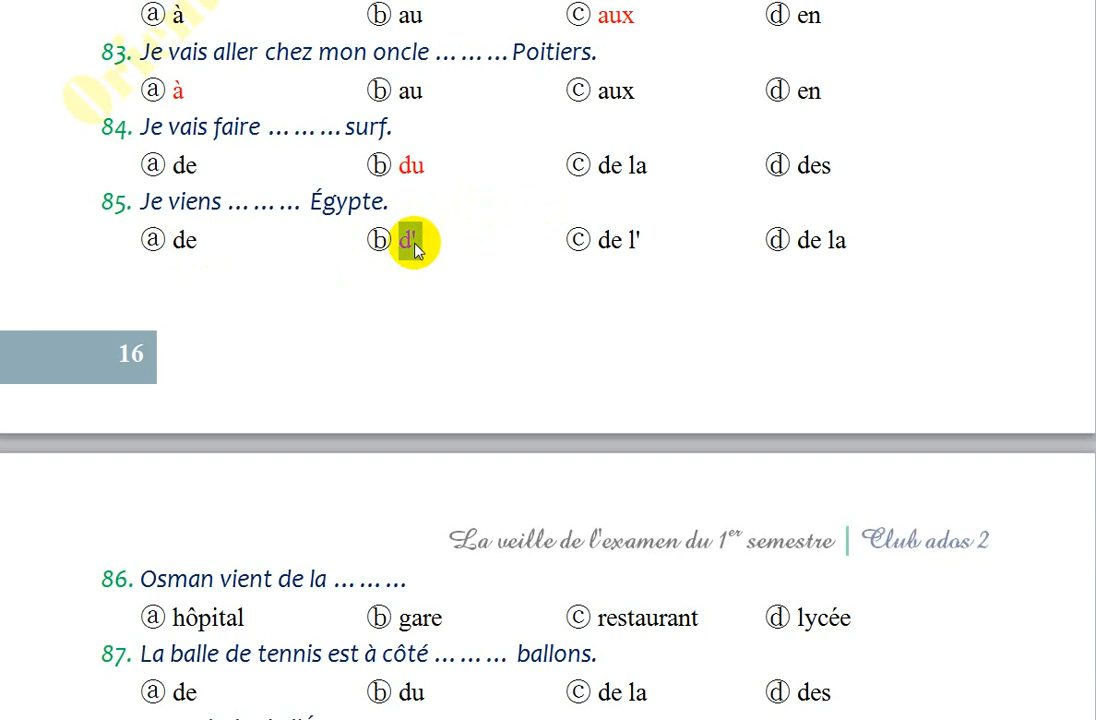 ⓐ à ⓑ au ⓒ aux ⓓ en
83. Je vais aller chez mon oncle ... ... ... Poitiers.
ⓐ à ⓑ au ⓒ aux ⓓ en
84. Je vais faire ... ... ... surf.
ⓐ de ⓑ du ⓒ de la ⓓ des
85. Je viens ... ... ... Égypte.
ⓐ de ⓑ d' ⓒ de l' ⓓ de la
16
La veille de l'examen du 1er semestre | Club ados 2
86. Osman vient de la ... ... ...
ⓐ hôpital ⓑ gare ⓒ restaurant ⓓ lycée
87. La balle de tennis est à côté ... ... ... ballons.
ⓐ de ⓑ du ⓒ de la ⓓ des